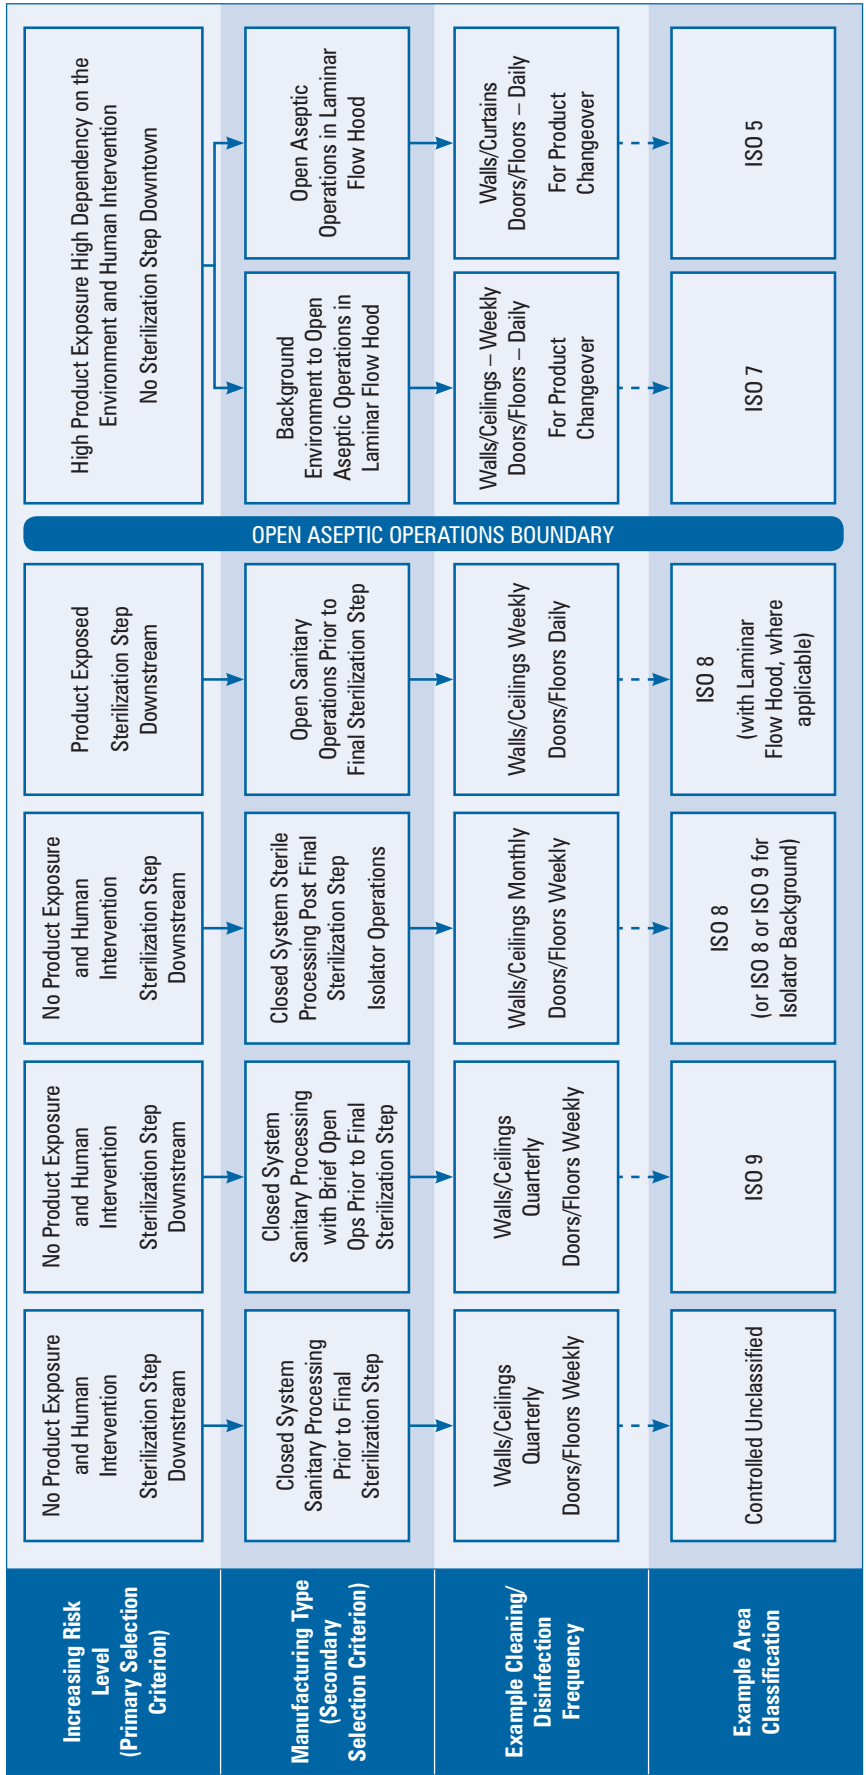 Increasing Risk
Level
(Primary Selection
Criterion)
No Product Exposure
and Human
Intervention
Sterilization Step
Downstream
No Product Exposure
and Human
Intervention
Sterilization Step
Downstream
No Product Exposure
and Human
Intervention
Sterilization Step
Downstream
Product Exposed
Sterilization Step
Downstream
High Product Exposure High Dependency on the
Environment and Human Intervention
No Sterilization Step Downtown
Manufacturing Type
(Secondary
Selection Criterion)
Closed System
Sanitary Processing
Prior to Final
Sterilization Step
Closed System
Sanitary Processing
with Brief Open
Ops Prior to Final
Sterilization Step
Closed System Sterile
Processing Post Final
Sterilization Step
Isolator Operations
Open Sanitary
Operations Prior to
Final Sterilization Step
OPEN ASEPTIC OPERATIONS BOUNDARY
Background
Environment to Open
Aseptic Operations in
Laminar Flow Hood
Open Aseptic
Operations in Laminar
Flow Hood
Example Cleaning/
Disinfection
Frequency
Walls/Ceilings
Quarterly
Doors/Floors Weekly
Walls/Ceilings
Quarterly
Doors/Floors Weekly
Walls/Ceilings Monthly
Doors/Floors Weekly
Walls/Ceilings Weekly
Doors/Floors Daily
Walls/Ceilings – Weekly
Doors/Floors – Daily
For Product
Changeover
Walls/Curtains
Doors/Floors – Daily
For Product
Changeover
Example Area
Classification
Controlled Unclassified
ISO 9
ISO 8
(or ISO 8 or ISO 9 for
Isolator Background)
ISO 8
(with Laminar
Flow Hood, where
applicable)
ISO 7
ISO 5